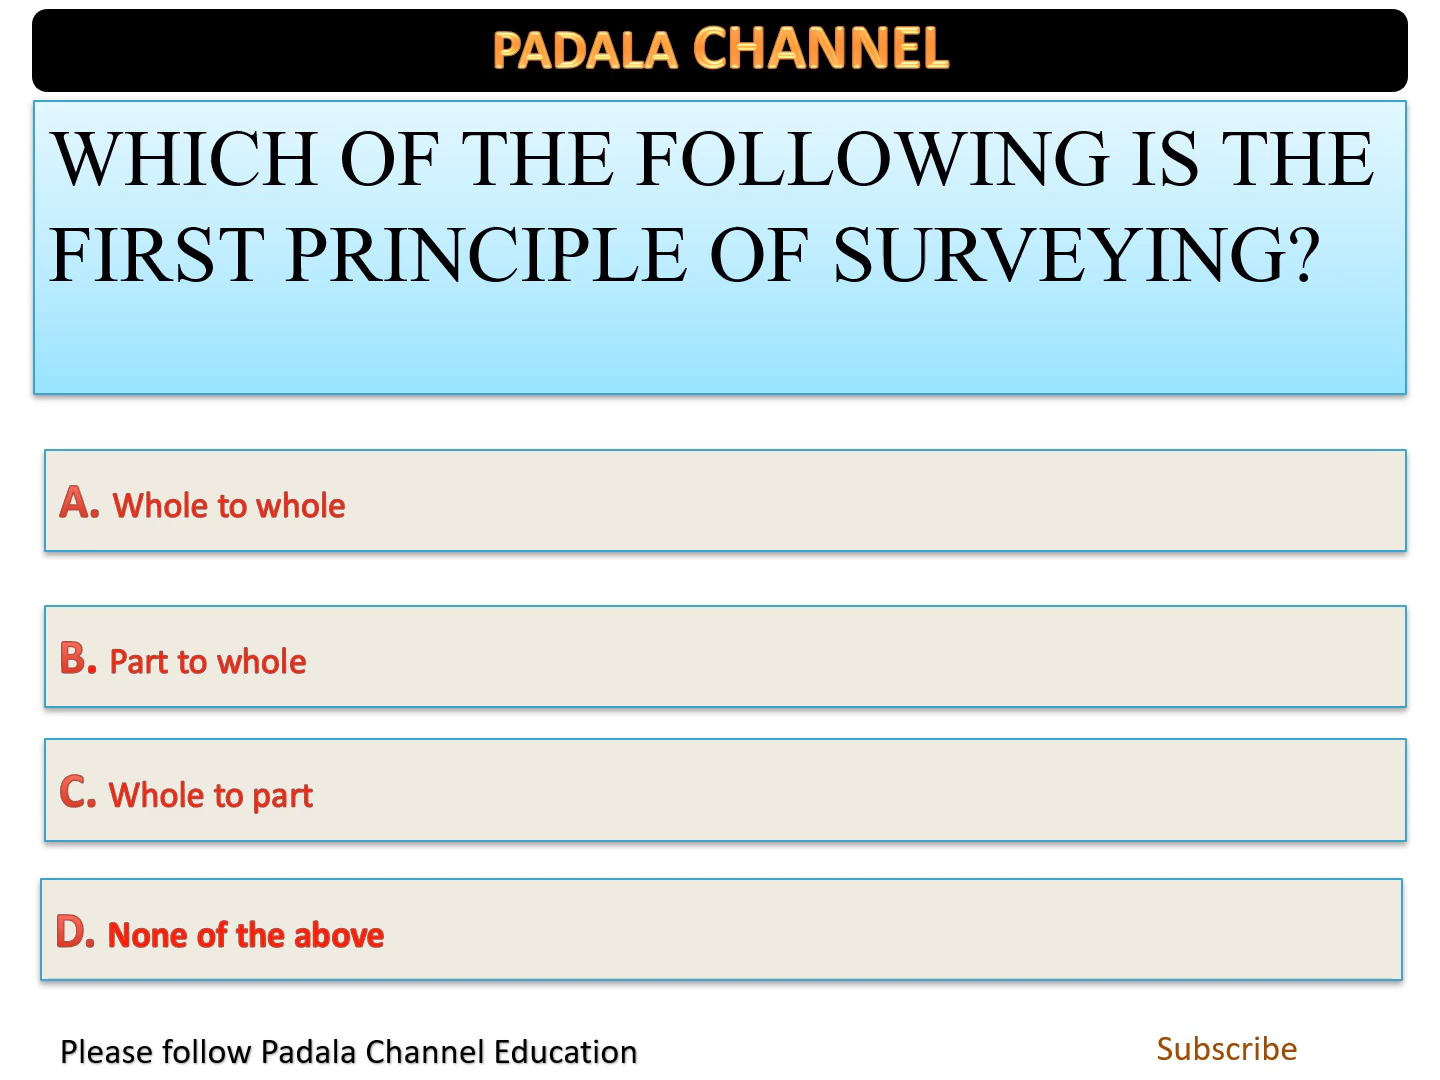 PADALA CHANNEL
WHICH OF THE FOLLOWING IS THE
FIRST PRINCIPLE OF SURVEYING?
A. Whole to whole
B. Part to whole
C. Whole to part
D. None of the above
Please follow Padala Channel Education
Subscribe